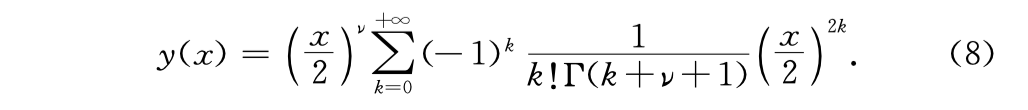 y(x) = (x/2)^ν ∑_{k=0}^{+∞} (−1)^k 1/(k!Γ(k+ν+1)) (x/2)^{2k}. (8)